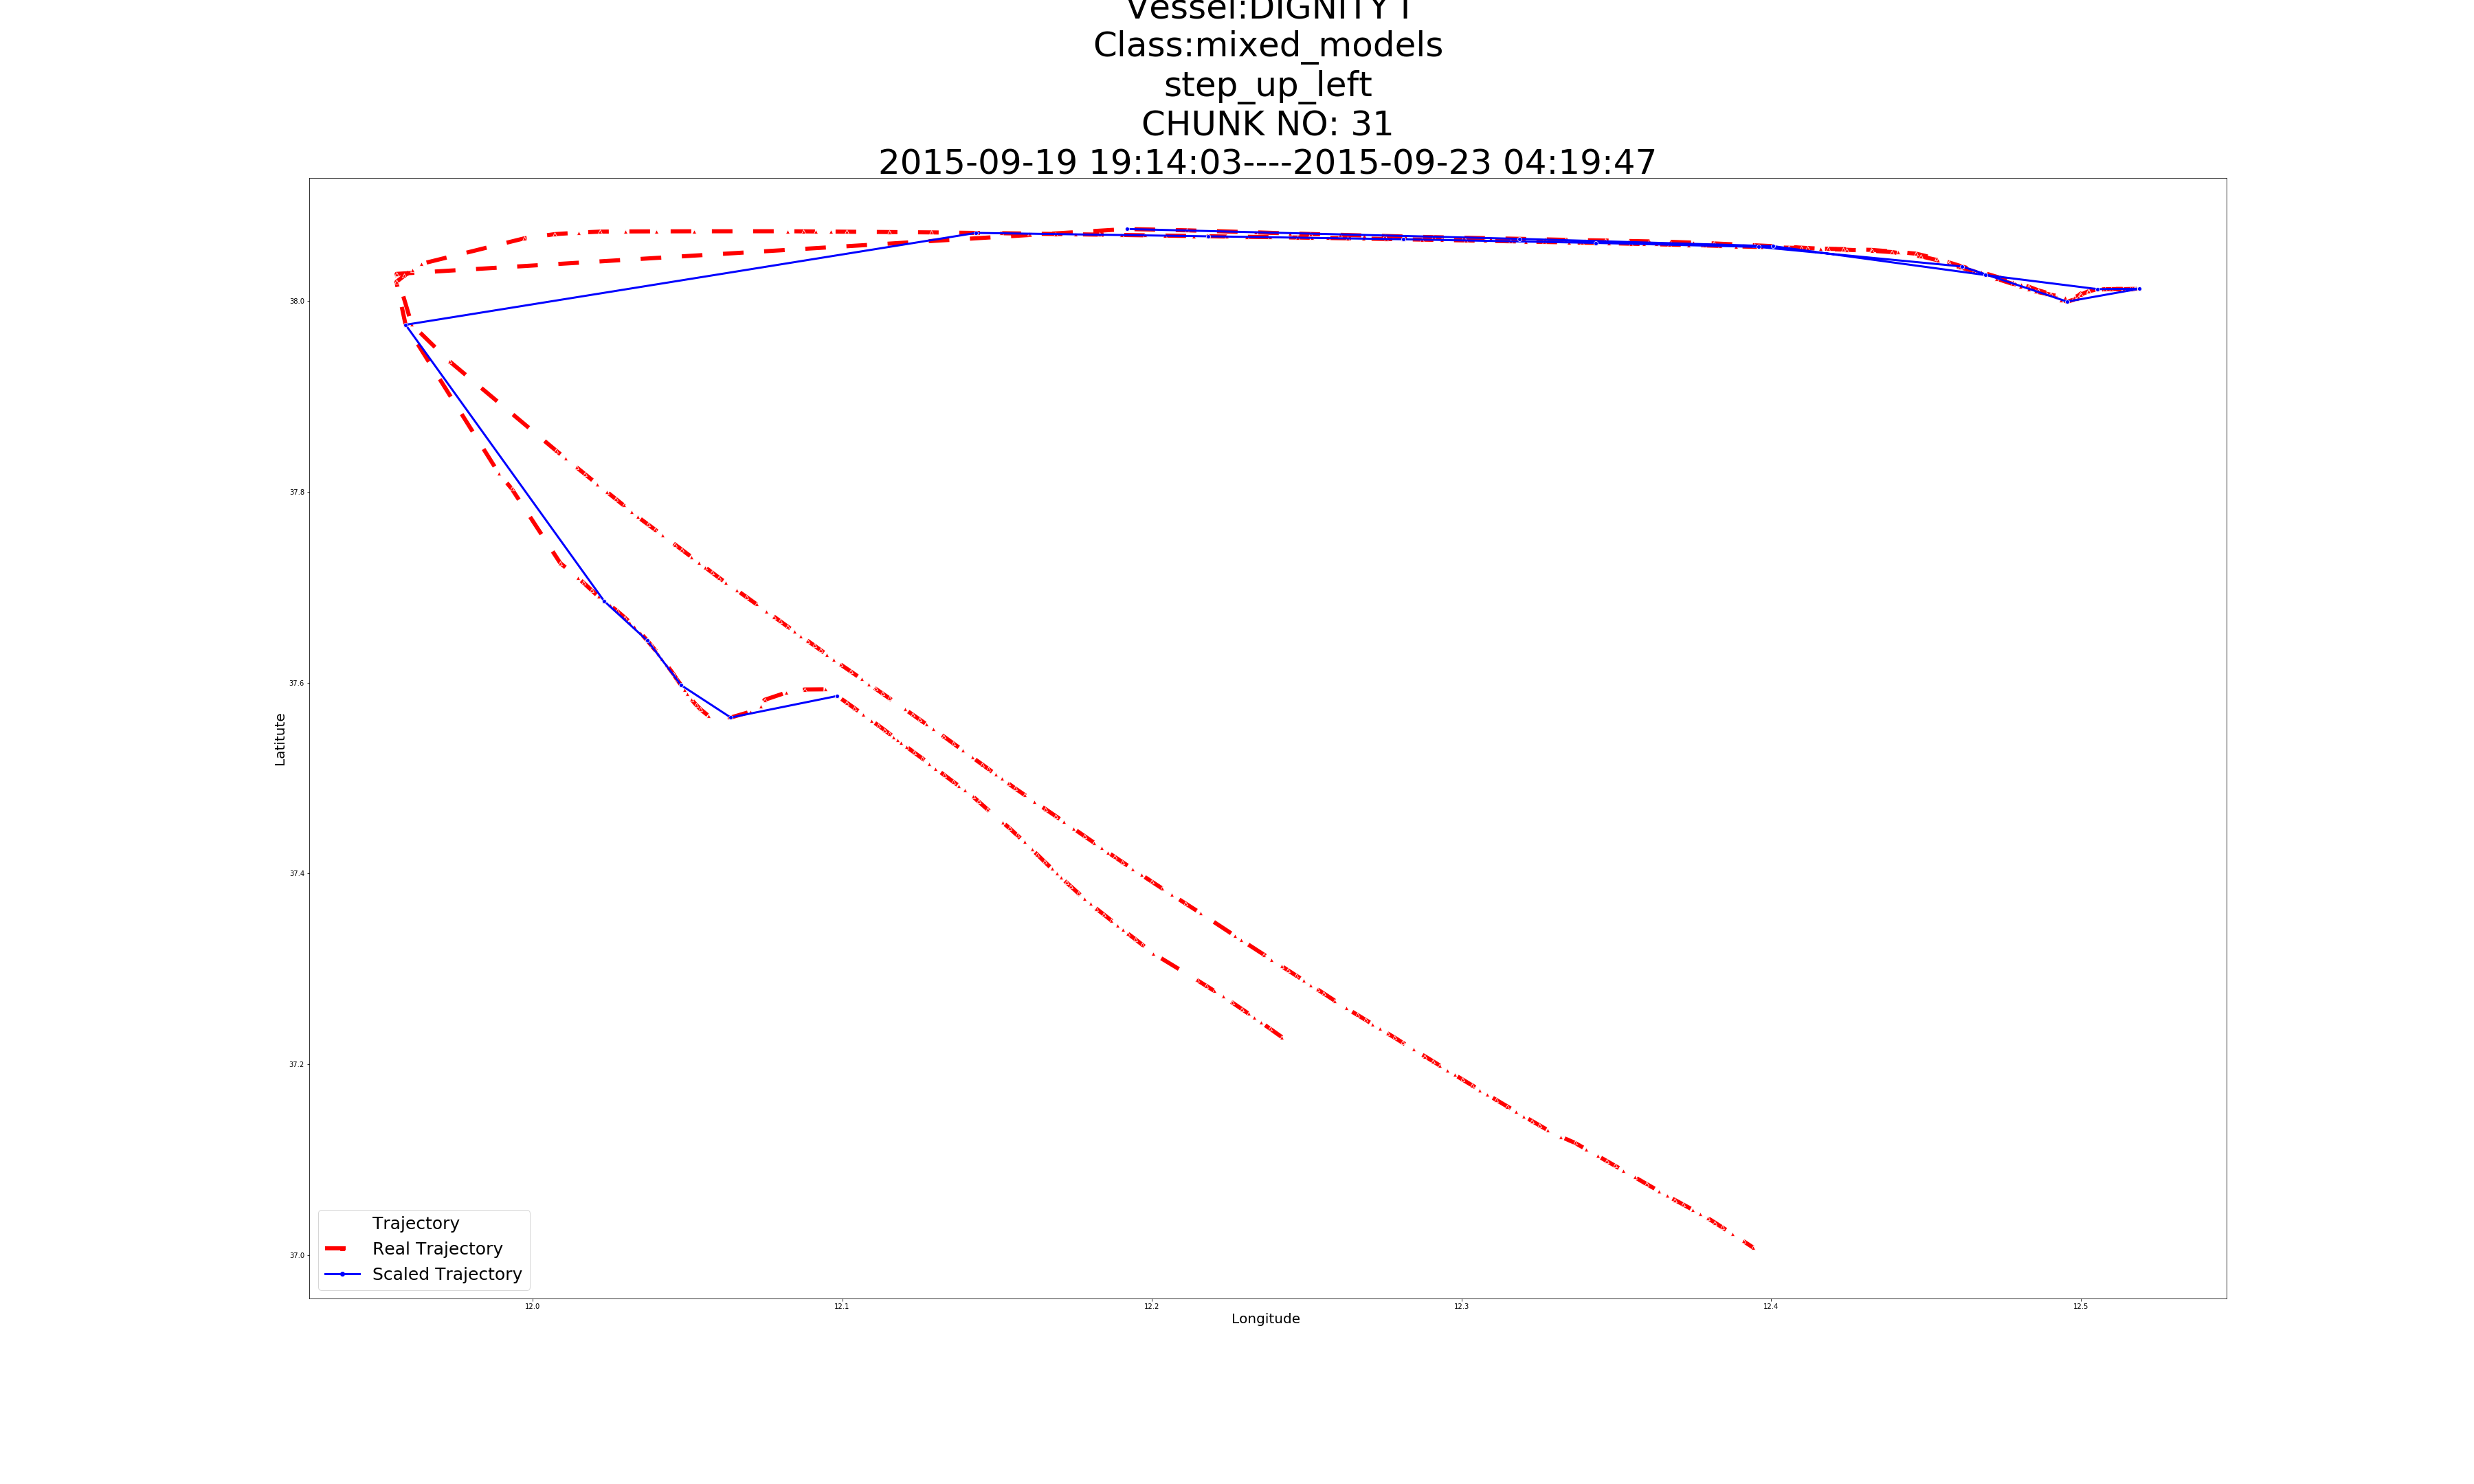 Vessel:DIGNITY I
Class:mixed_models
step_up_left
CHUNK NO: 31
2015-09-19 19:14:03----2015-09-23 04:19:47
38.0
37.8
37.6
37.4
37.2
37.0
Latitute
Trajectory
Real Trajectory
Scaled Trajectory
12.0
12.1
12.2
12.3
12.4
12.5
Longitude